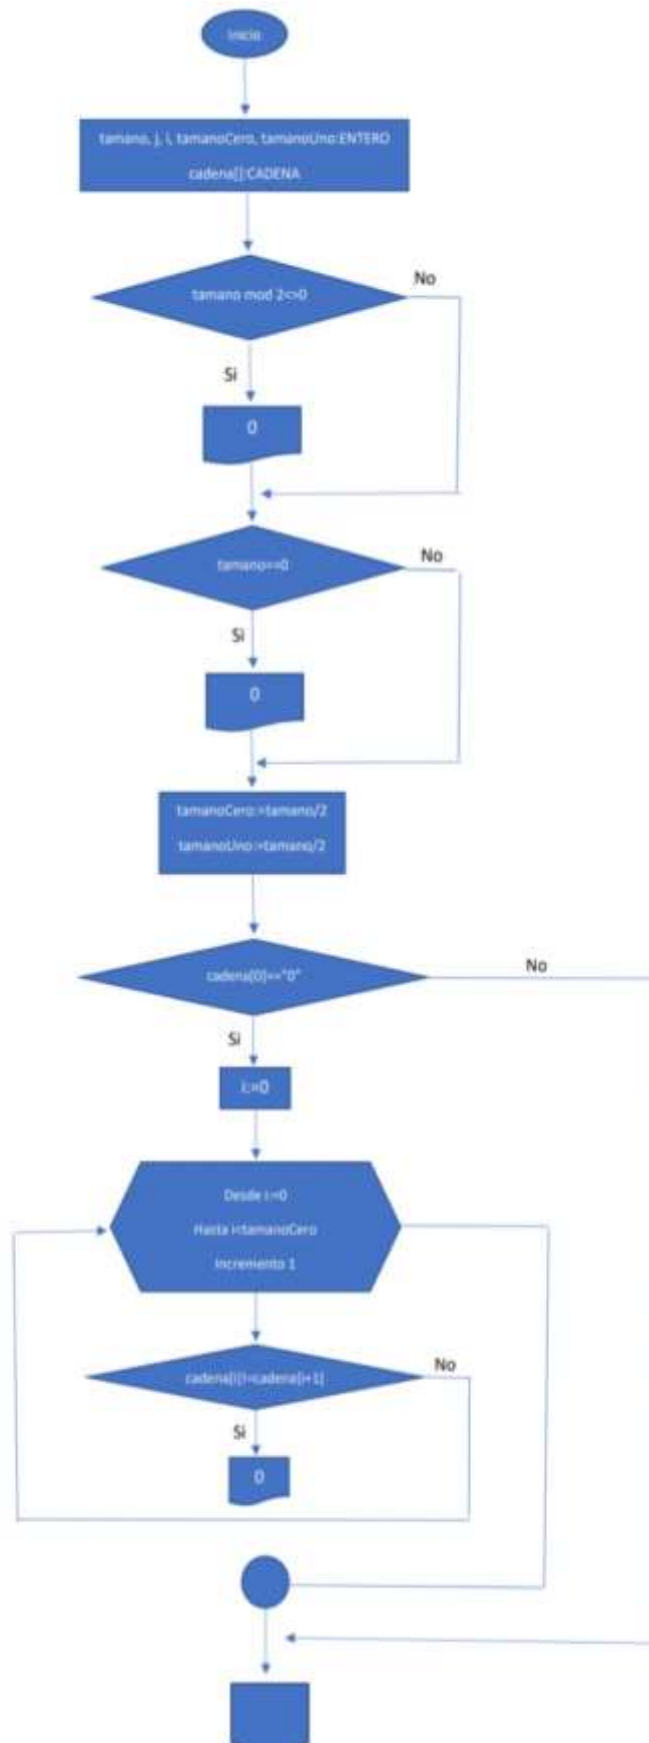 Inicio
tamano, j, i, tamanoCero, tamanoUno:ENTERO
cadena[]:CADENA
tamano mod 2<>0
No
Si
0
tamano==0
No
Si
0
tamanoCero:=tamano/2
tamanoUno:=tamano/2
cadena[0]=="0"
No
Si
i:=0
Desde i:=0
Hasta i<tamanoCero
Incremento 1
cadena[i]!=cadena[i+1]
No
Si
0